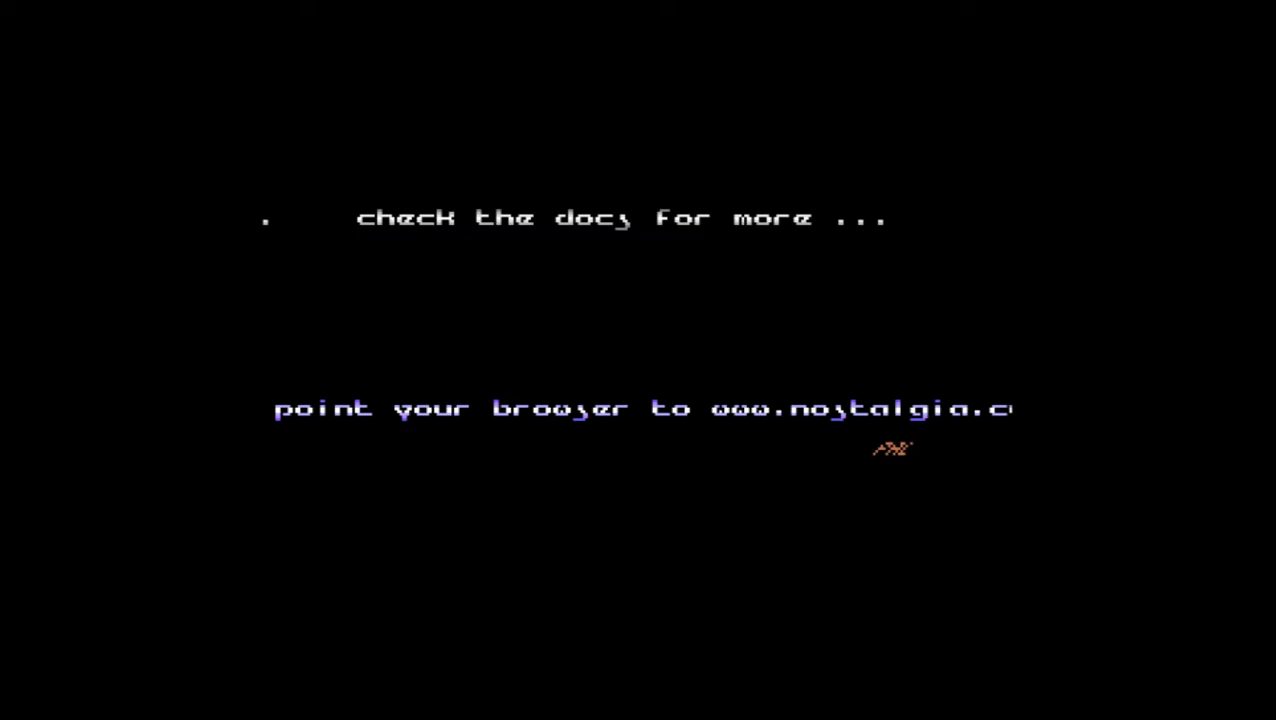 . check the docs for more ...
point your browser to www.nostalgia.c